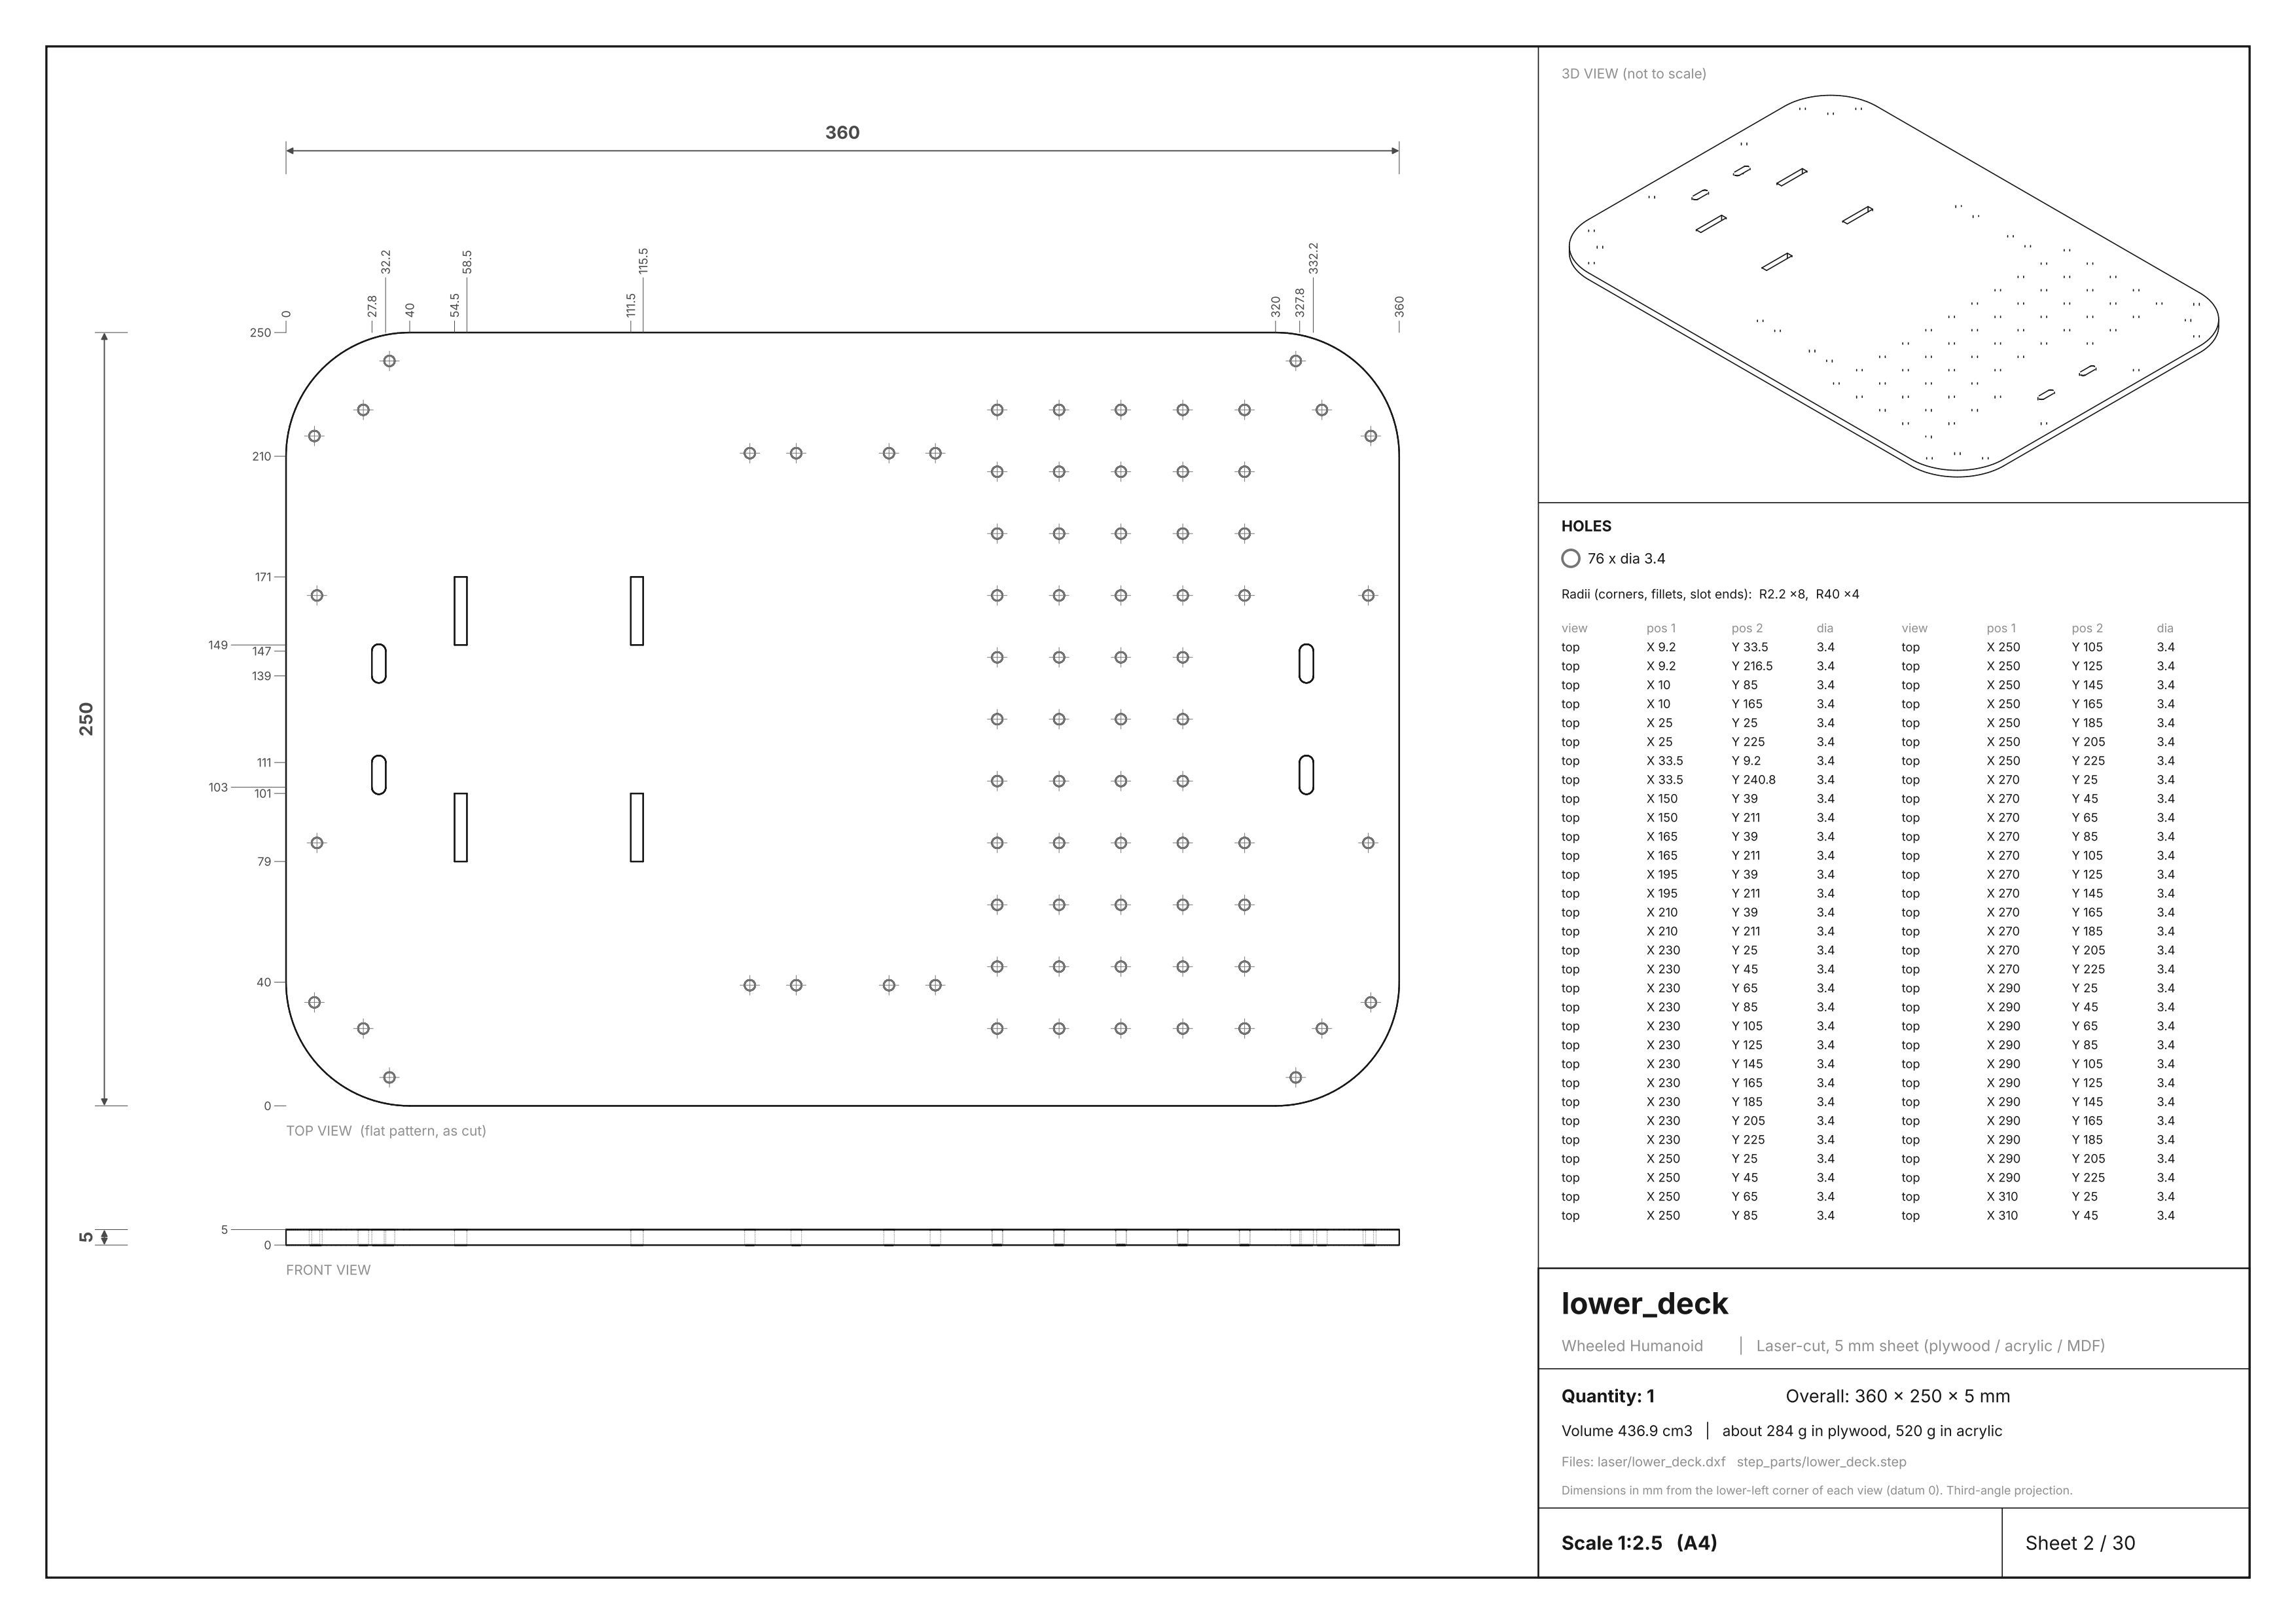 3D VIEW (not to scale)
360
0
27.8
32.2
40
54.5
58.5
111.5
115.5
320
327.8
332.2
360
250
250
210
171
149
147
139
111
103
101
79
40
0
TOP VIEW (flat pattern, as cut)
5
5
0
FRONT VIEW
HOLES
76 x dia 3.4
Radii (corners, fillets, slot ends): R2.2 ×8, R40 ×4
view pos 1 pos 2 dia view pos 1 pos 2 dia
top X 9.2 Y 33.5 3.4 top X 250 Y 105 3.4
top X 9.2 Y 216.5 3.4 top X 250 Y 125 3.4
top X 10 Y 85 3.4 top X 250 Y 145 3.4
top X 10 Y 165 3.4 top X 250 Y 165 3.4
top X 25 Y 25 3.4 top X 250 Y 185 3.4
top X 25 Y 225 3.4 top X 250 Y 205 3.4
top X 33.5 Y 9.2 3.4 top X 250 Y 225 3.4
top X 33.5 Y 240.8 3.4 top X 270 Y 25 3.4
top X 150 Y 39 3.4 top X 270 Y 45 3.4
top X 150 Y 211 3.4 top X 270 Y 65 3.4
top X 165 Y 39 3.4 top X 270 Y 85 3.4
top X 165 Y 211 3.4 top X 270 Y 105 3.4
top X 195 Y 39 3.4 top X 270 Y 125 3.4
top X 195 Y 211 3.4 top X 270 Y 145 3.4
top X 210 Y 39 3.4 top X 270 Y 165 3.4
top X 210 Y 211 3.4 top X 270 Y 185 3.4
top X 230 Y 25 3.4 top X 270 Y 205 3.4
top X 230 Y 45 3.4 top X 270 Y 225 3.4
top X 230 Y 65 3.4 top X 290 Y 25 3.4
top X 230 Y 85 3.4 top X 290 Y 45 3.4
top X 230 Y 105 3.4 top X 290 Y 65 3.4
top X 230 Y 125 3.4 top X 290 Y 85 3.4
top X 230 Y 145 3.4 top X 290 Y 105 3.4
top X 230 Y 165 3.4 top X 290 Y 125 3.4
top X 230 Y 185 3.4 top X 290 Y 145 3.4
top X 230 Y 205 3.4 top X 290 Y 165 3.4
top X 230 Y 225 3.4 top X 290 Y 185 3.4
top X 250 Y 25 3.4 top X 290 Y 205 3.4
top X 250 Y 45 3.4 top X 290 Y 225 3.4
top X 250 Y 65 3.4 top X 310 Y 25 3.4
top X 250 Y 85 3.4 top X 310 Y 45 3.4
lower_deck
Wheeled Humanoid | Laser-cut, 5 mm sheet (plywood / acrylic / MDF)
Quantity: 1 Overall: 360 × 250 × 5 mm
Volume 436.9 cm3 | about 284 g in plywood, 520 g in acrylic
Files: laser/lower_deck.dxf step_parts/lower_deck.step
Dimensions in mm from the lower-left corner of each view (datum 0). Third-angle projection.
Scale 1:2.5 (A4)
Sheet 2 / 30